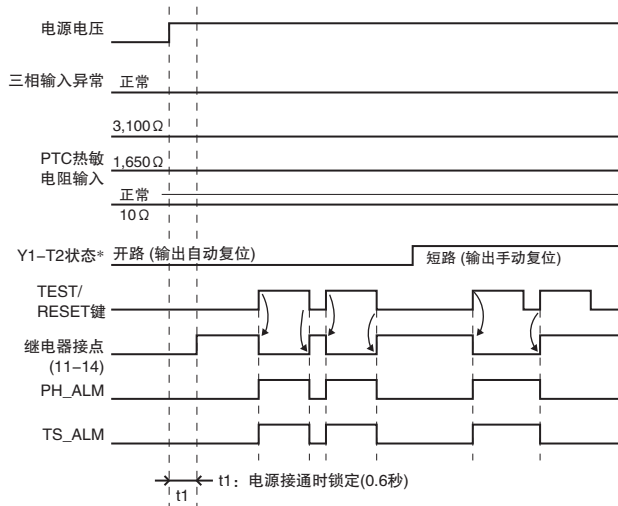 电源电压
三相输入异常 正常
3,100Ω
PTC热敏
电阻输入
1,650Ω
正常
10Ω
Y1–T2状态* 开路 (输出自动复位)
短路 (输出手动复位)
TEST/
RESET键
继电器接点
(11–14)
PH_ALM
TS_ALM
t1
t1：电源接通时锁定(0.6秒)